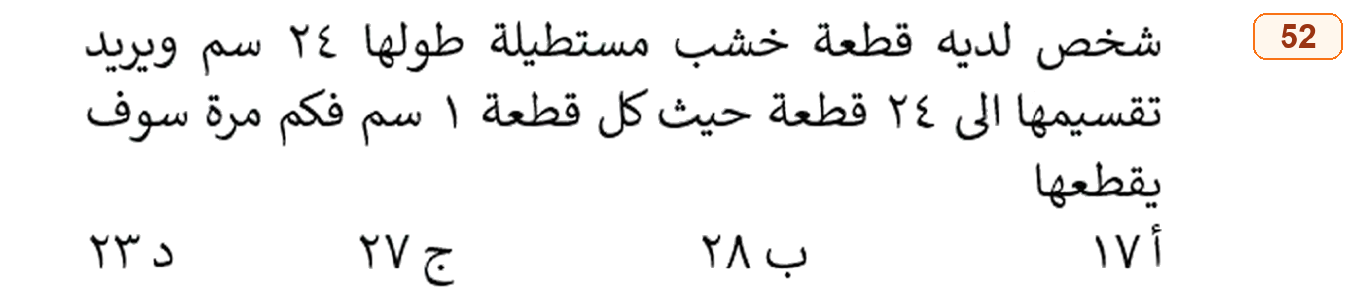 52
شخص لديه قطعة خشب مستطيلة طولها ٢٤ سم ويريد
تقسيمها الى ٢٤ قطعة حيث كل قطعة ١ سم فكم مرة سوف
يقطعها
أ ١٧ ب ٢٨ ج ٢٧ د ٢٣